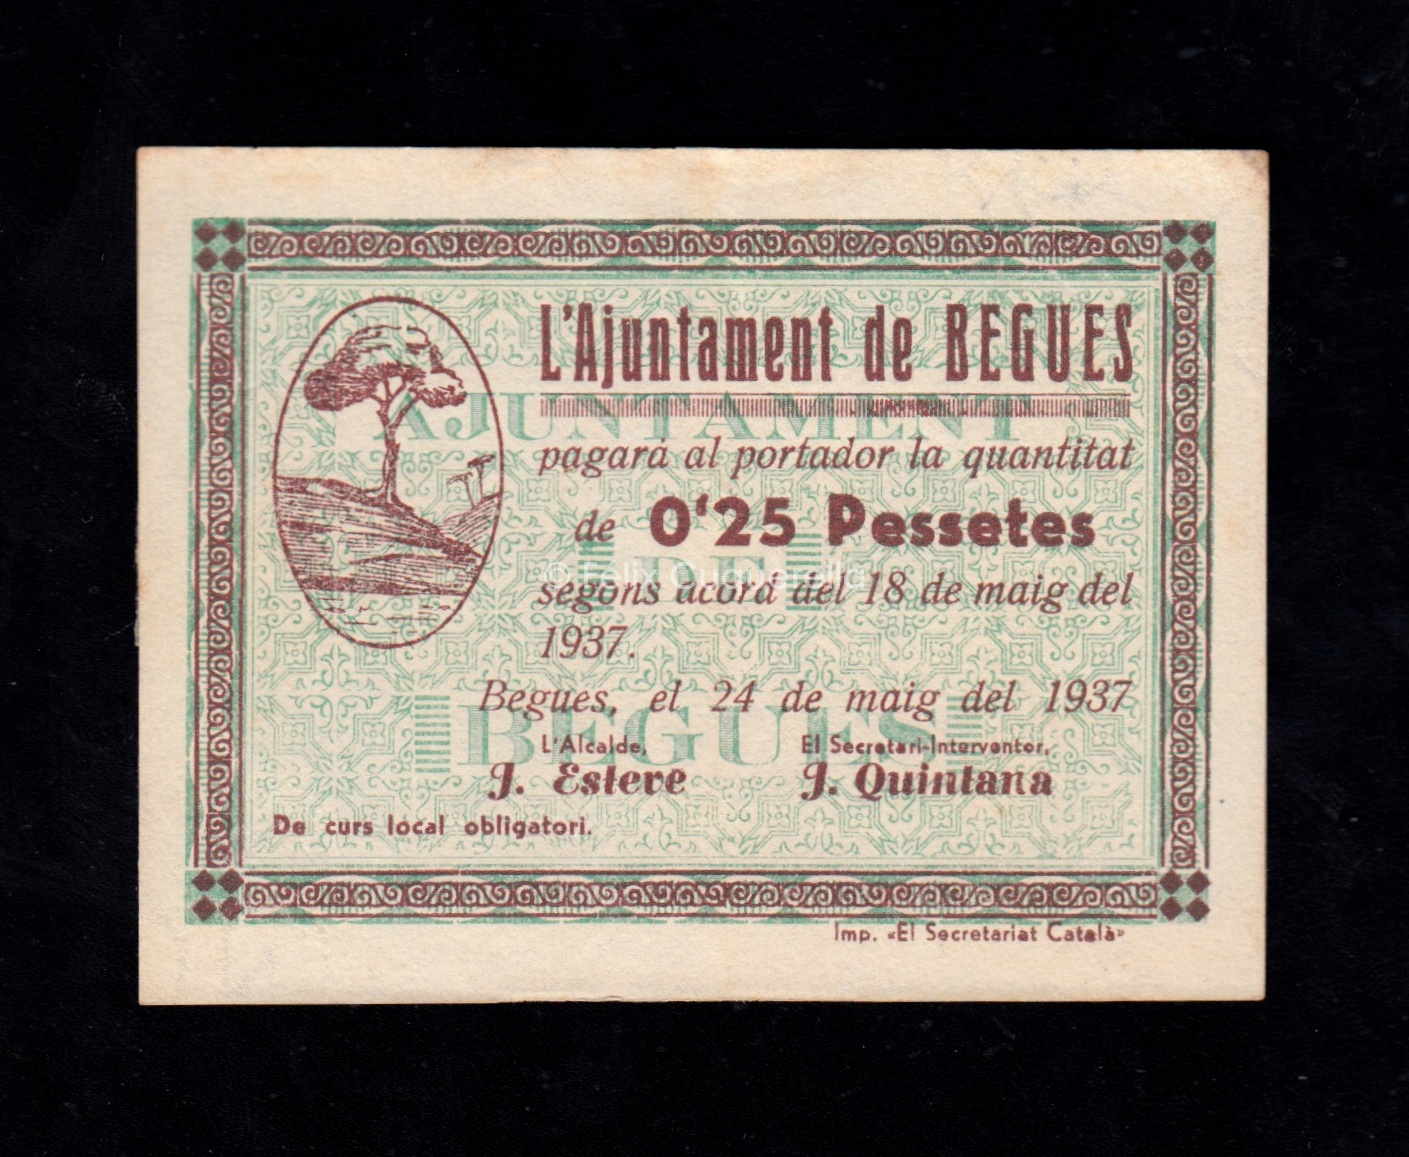 L'Ajuntament de BEGUES
AJUNTAMENT
pagarà al portador la quantitat
de 0'25 Pessetes
DE
segons acord del 18 de maig del
1937.
Begues, el 24 de maig del 1937
BEGUES
L'Alcalde, El Secretari-Interventor,
J. Esteve J. Quintana
De curs local obligatori.
Imp. «El Secretariat Català»